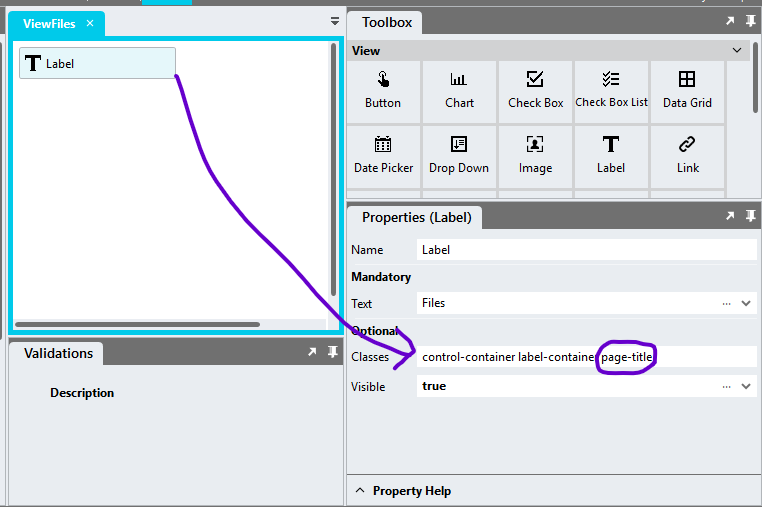 ViewFiles ×
T Label
Toolbox
View
Button Chart Check Box Check Box List Data Grid
Date Picker Drop Down Image Label Link
Properties (Label)
Name Label
Mandatory
Text Files ...
Optional
Classes control-container label-container page-title
Visible true ...
Property Help
Validations
Description